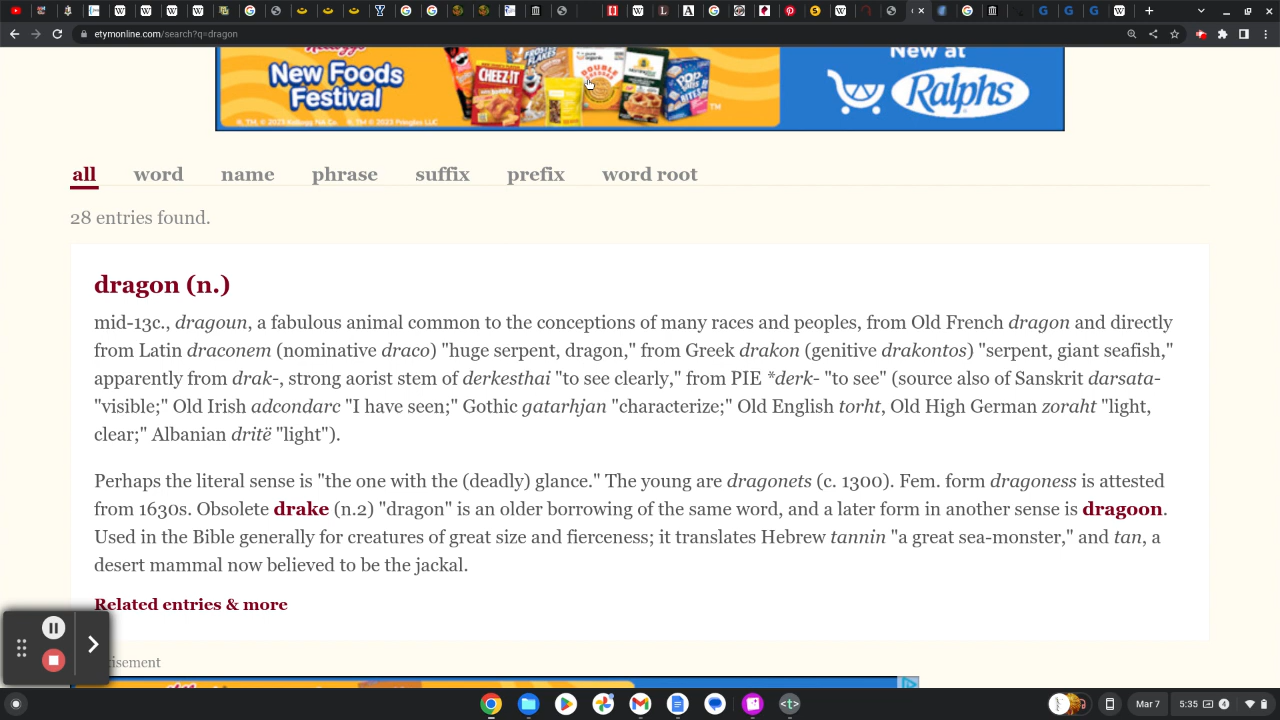 etymonline.com/search?q=dragon
New Foods
Festival
CHEEZ-IT
New at
Ralphs
all word name phrase suffix prefix word root
28 entries found.
dragon (n.)
mid-13c., dragoun, a fabulous animal common to the conceptions of many races and peoples, from Old French dragon and directly
from Latin draconem (nominative draco) "huge serpent, dragon," from Greek drakon (genitive drakontos) "serpent, giant seafish,"
apparently from drak-, strong aorist stem of derkesthai "to see clearly," from PIE *derk- "to see" (source also of Sanskrit darsata-
"visible;" Old Irish adcondarc "I have seen;" Gothic gatarhjan "characterize;" Old English torht, Old High German zoraht "light,
clear;" Albanian dritë "light").
Perhaps the literal sense is "the one with the (deadly) glance." The young are dragonets (c. 1300). Fem. form dragoness is attested
from 1630s. Obsolete drake (n.2) "dragon" is an older borrowing of the same word, and a later form in another sense is dragoon.
Used in the Bible generally for creatures of great size and fierceness; it translates Hebrew tannin "a great sea-monster," and tan, a
desert mammal now believed to be the jackal.
Related entries & more
tisement
Mar 7 5:35